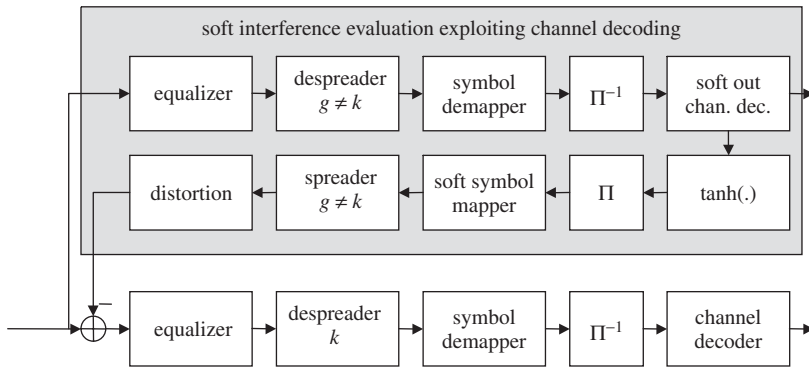 soft interference evaluation exploiting channel decoding
equalizer
despreader
g ≠ k
symbol
demapper
Π⁻¹
soft out
chan. dec.
distortion
spreader
g ≠ k
soft symbol
mapper
Π
tanh(.)
−
equalizer
despreader
k
symbol
demapper
Π⁻¹
channel
decoder